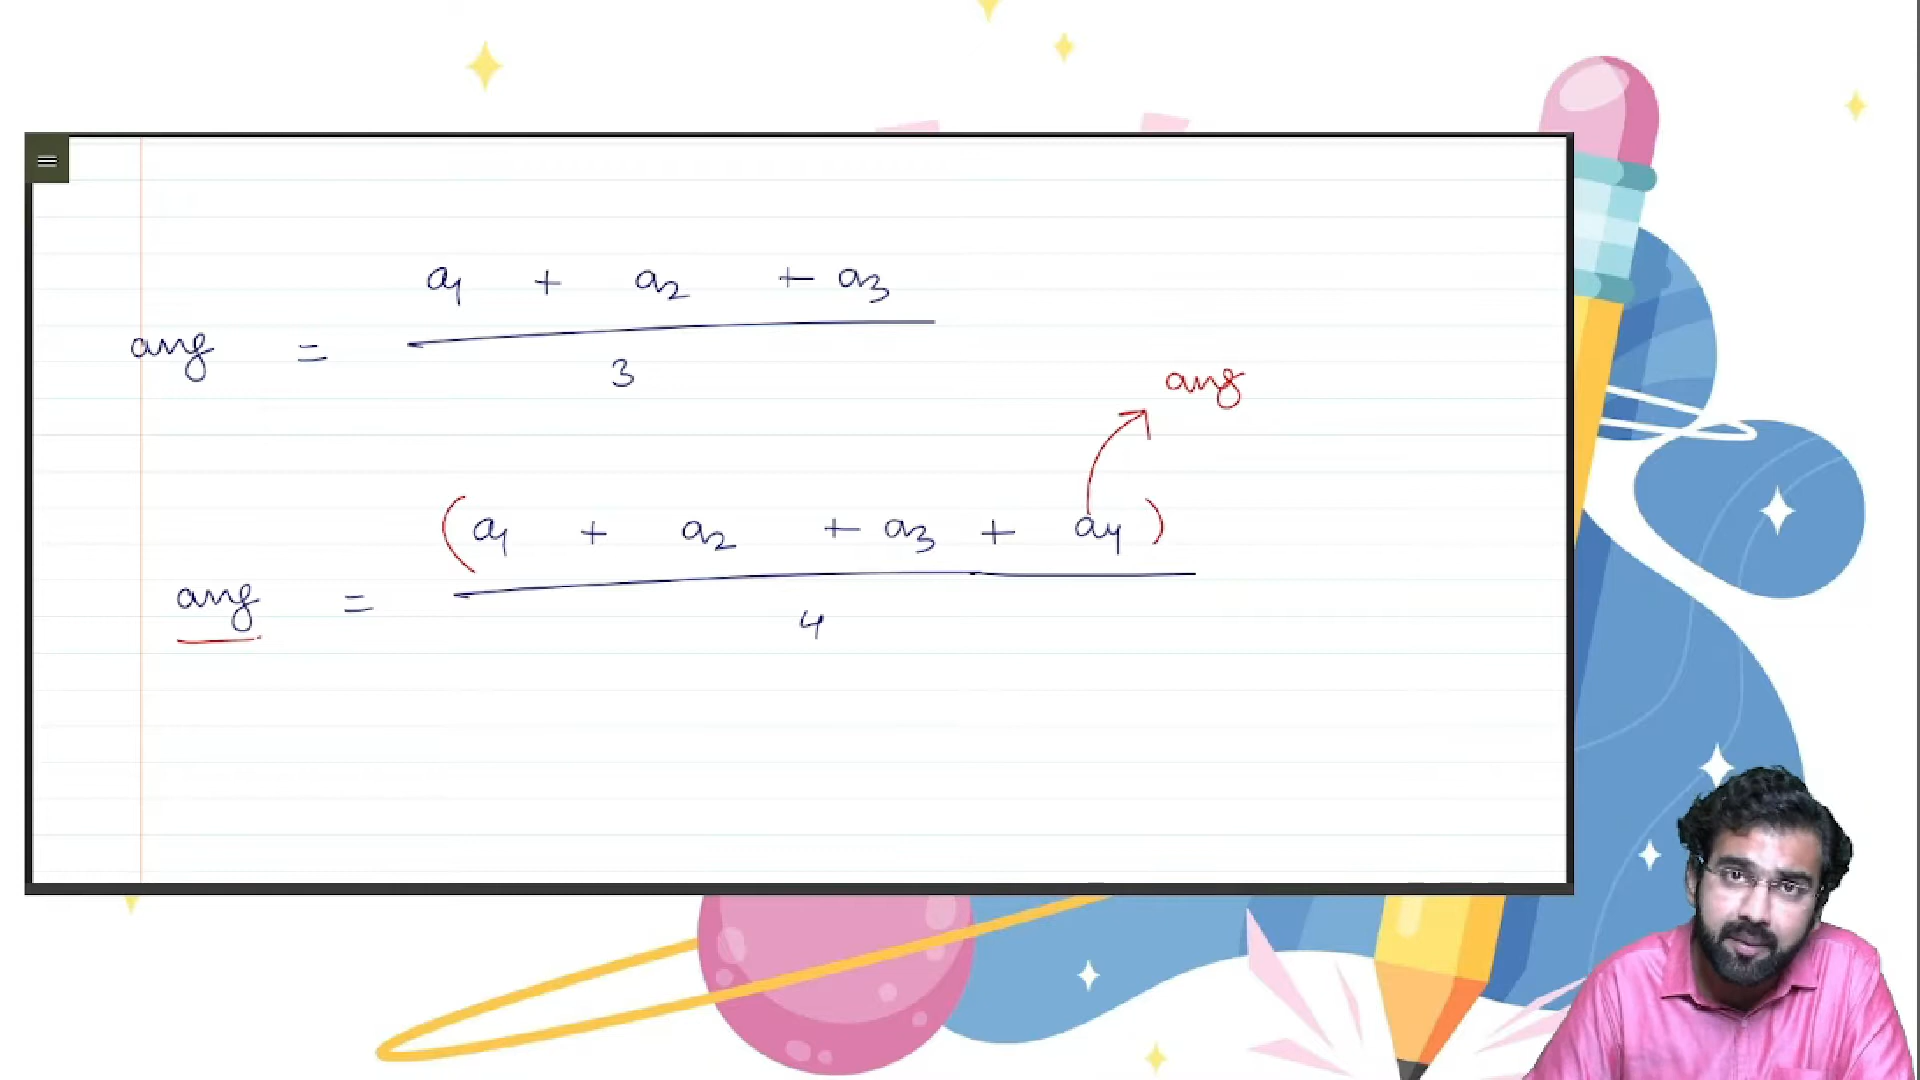 a1 + a2 + a3
avg =
3
avg
(a1 + a2 + a3 + a4)
avg =
4